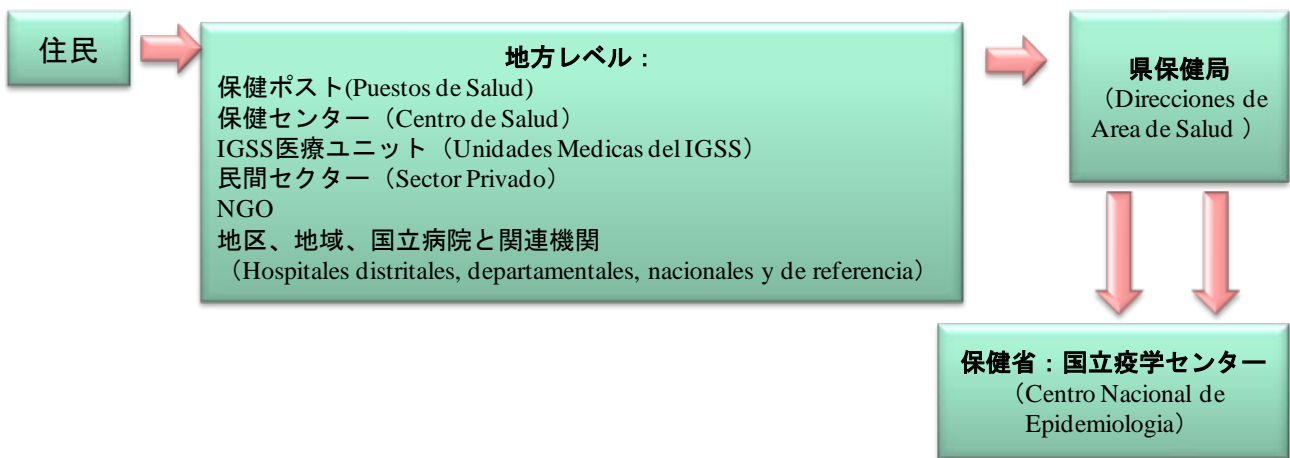 住民
地方レベル：
保健ポスト(Puestos de Salud)
保健センター（Centro de Salud）
IGSS医療ユニット（Unidades Medicas del IGSS）
民間セクター（Sector Privado）
NGO
地区、地域、国立病院と関連機関
（Hospitales distritales, departamentales, nacionales y de referencia）
県保健局
（Direcciones de
Area de Salud ）
保健省：国立疫学センター
（Centro Nacional de
Epidemiologia）